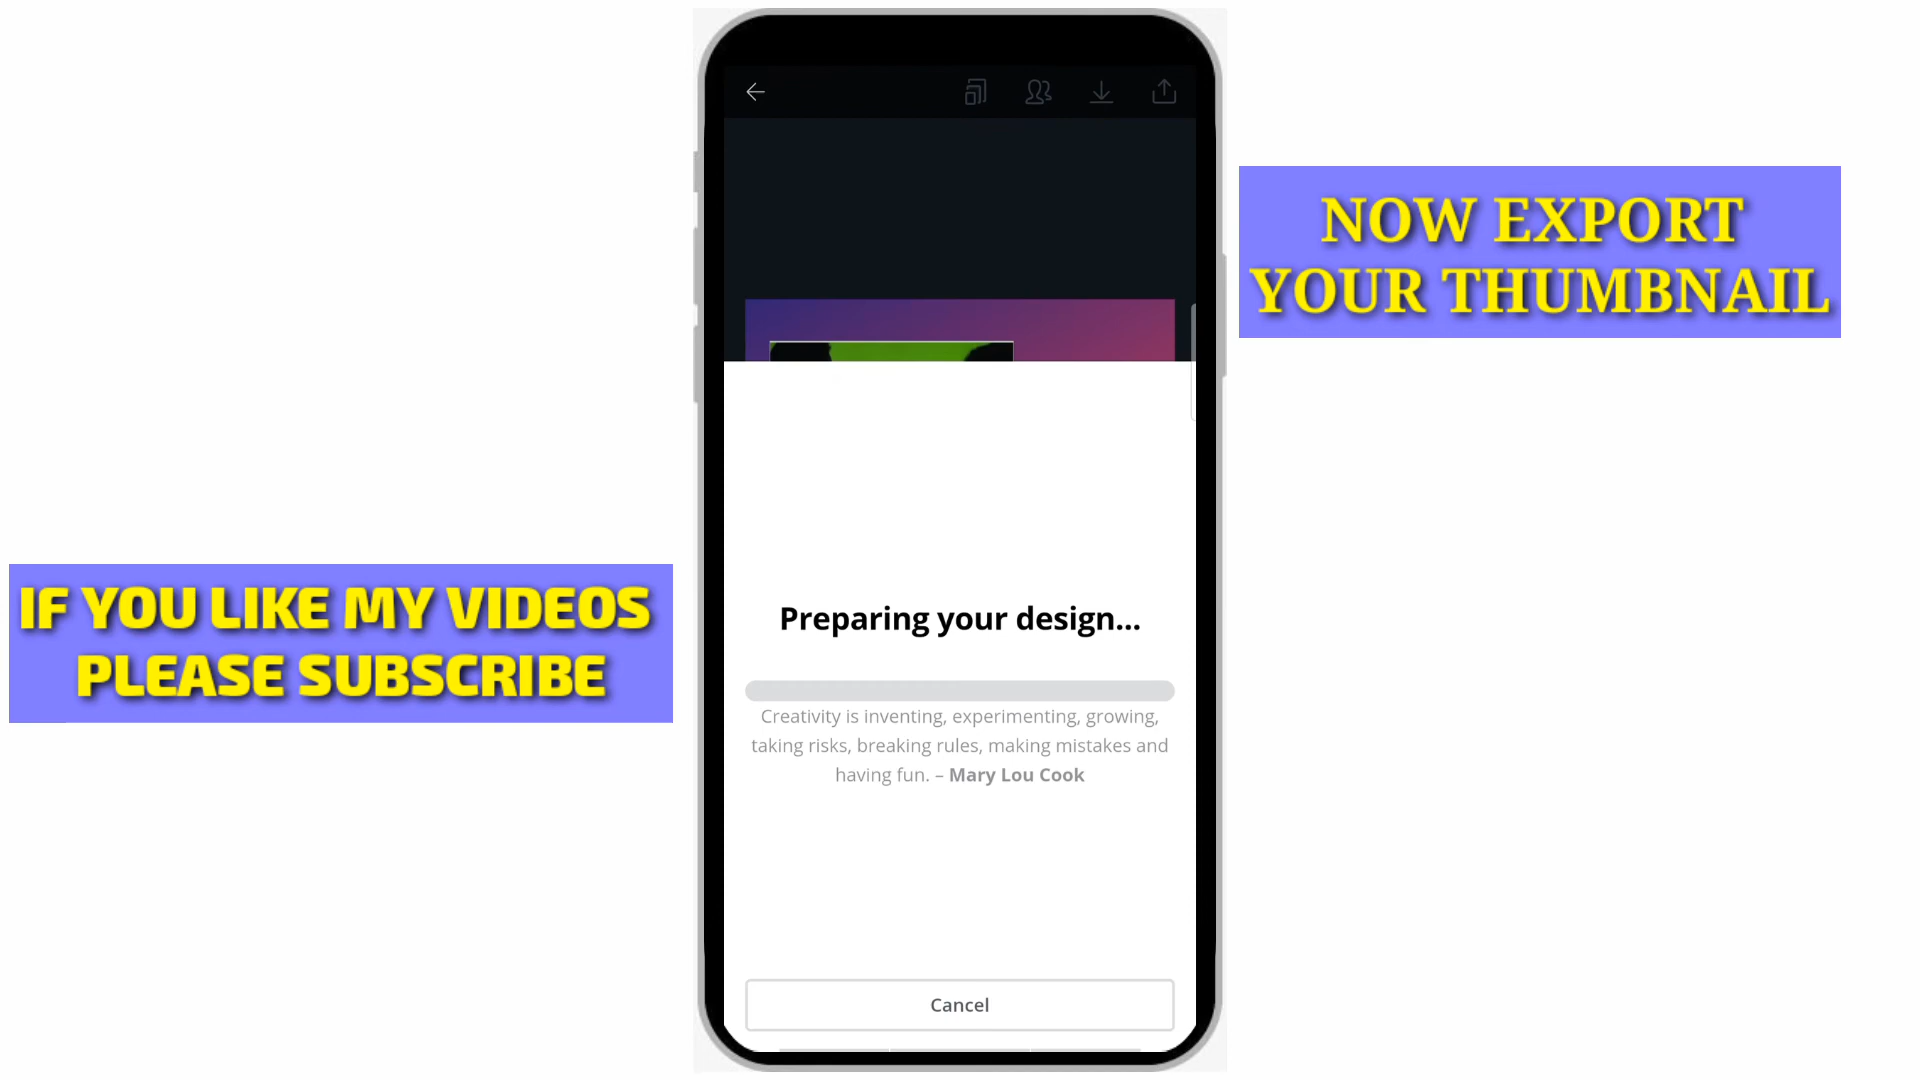 NOW EXPORT
YOUR THUMBNAIL
IF YOU LIKE MY VIDEOS
PLEASE SUBSCRIBE
Preparing your design...
Creativity is inventing, experimenting, growing,
taking risks, breaking rules, making mistakes and
having fun. – Mary Lou Cook
Cancel